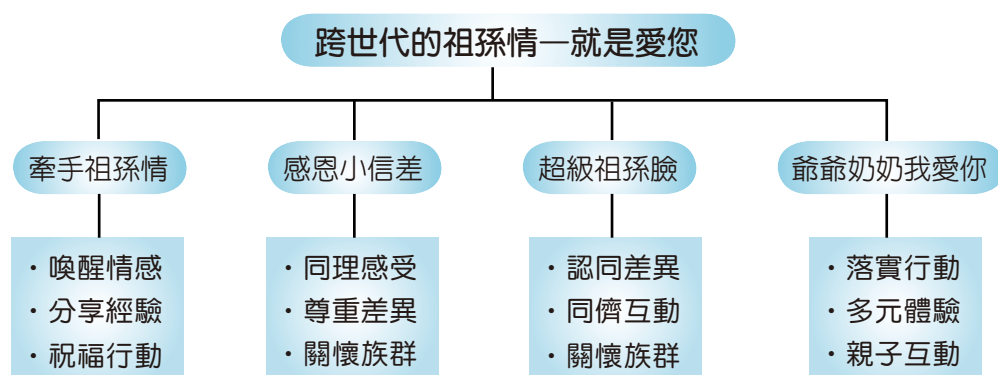 跨世代的祖孫情—就是愛您
牽手祖孫情
感恩小信差
超級祖孫臉
爺爺奶奶我愛你
・喚醒情感
・分享經驗
・祝福行動
・同理感受
・尊重差異
・關懷族群
・認同差異
・同儕互動
・關懷族群
・落實行動
・多元體驗
・親子互動